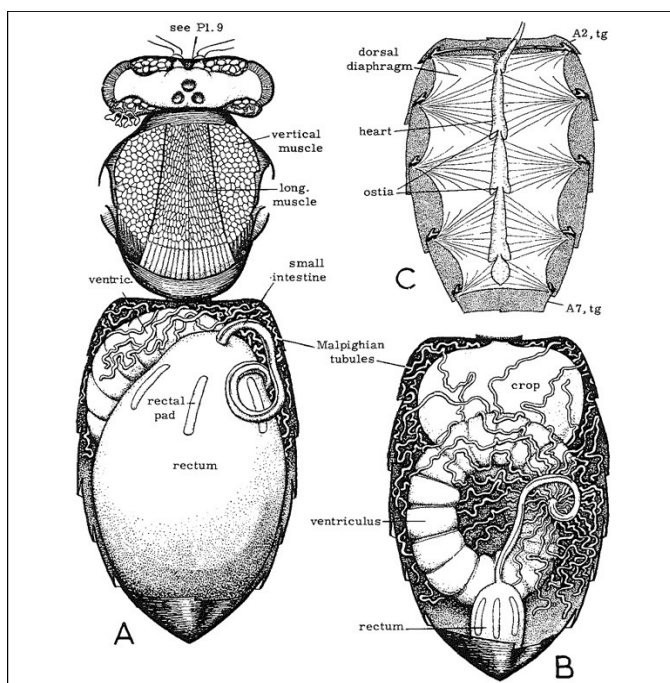 see Pl. 9
vertical
muscle
long.
muscle
small
intestine
ventric.
Malpighian
tubules
rectal
pad
rectum
A
dorsal
diaphragm
A2, tg
heart
ostia
C
A7, tg
crop
ventriculus
rectum
B